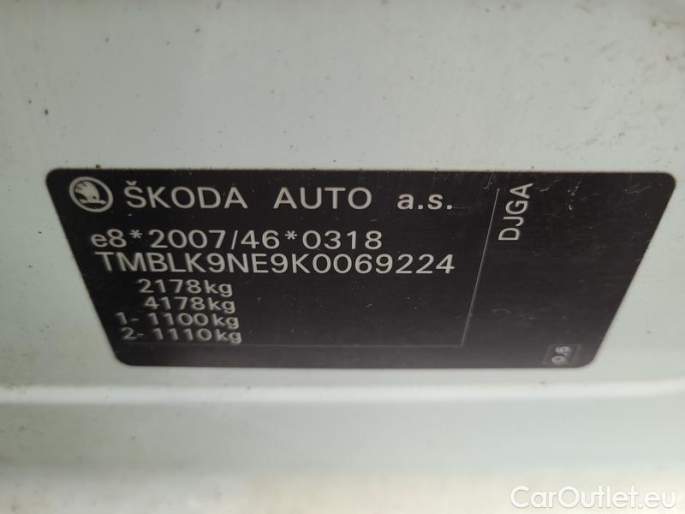 ŠKODA AUTO a.s.
e8*2007/46*0318
TMBLK9NE9K0069224
2178kg
4178kg
1- 1100kg
2- 1110kg
DJGA
CarOutlet.eu